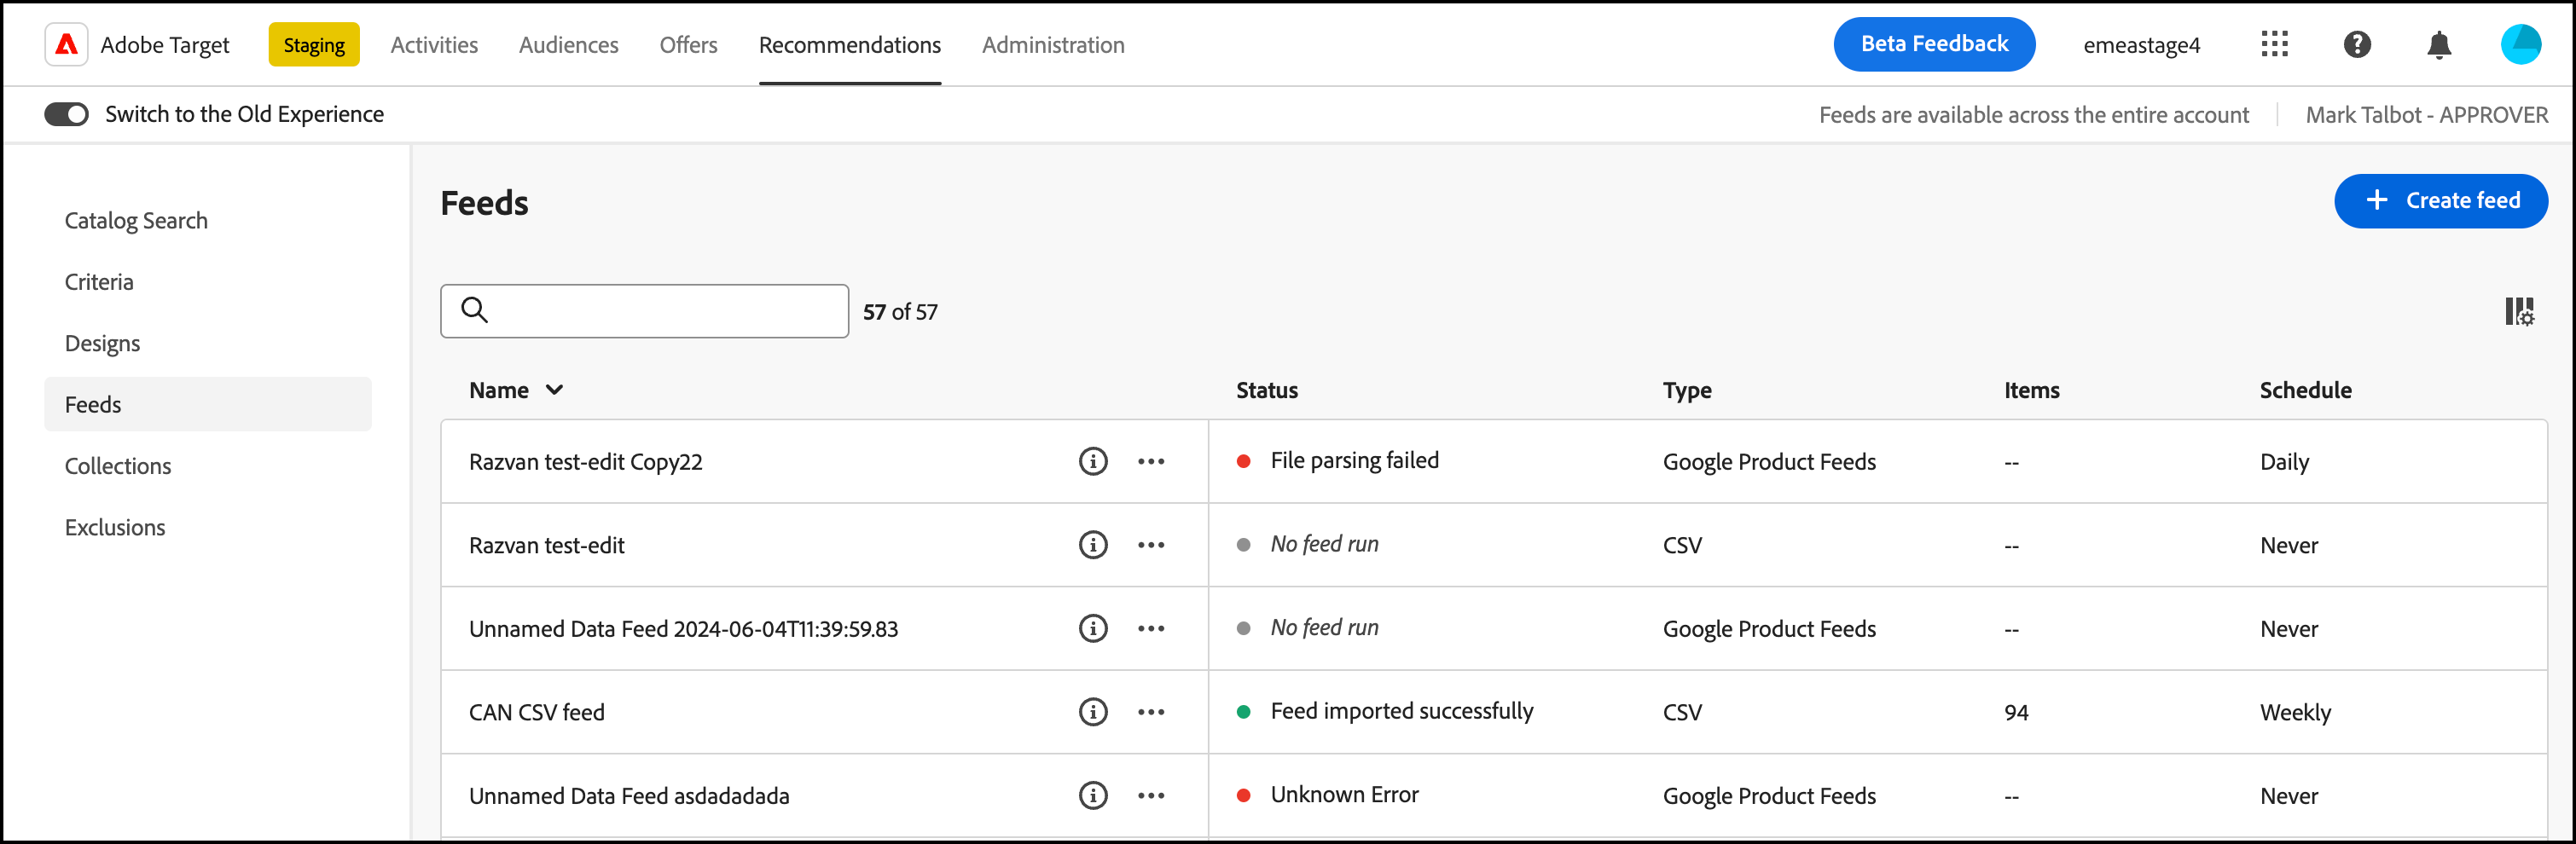 Adobe Target Staging Activities Audiences Offers Recommendations Administration Beta Feedback emeastage4
Switch to the Old Experience Feeds are available across the entire account Mark Talbot - APPROVER
Catalog Search
Criteria
Designs
Feeds
Collections
Exclusions
Feeds
+ Create feed
57 of 57
Name Status Type Items Schedule
Razvan test-edit Copy22 File parsing failed Google Product Feeds -- Daily
Razvan test-edit No feed run CSV -- Never
Unnamed Data Feed 2024-06-04T11:39:59.83 No feed run Google Product Feeds -- Never
CAN CSV feed Feed imported successfully CSV 94 Weekly
Unnamed Data Feed asdadadada Unknown Error Google Product Feeds -- Never